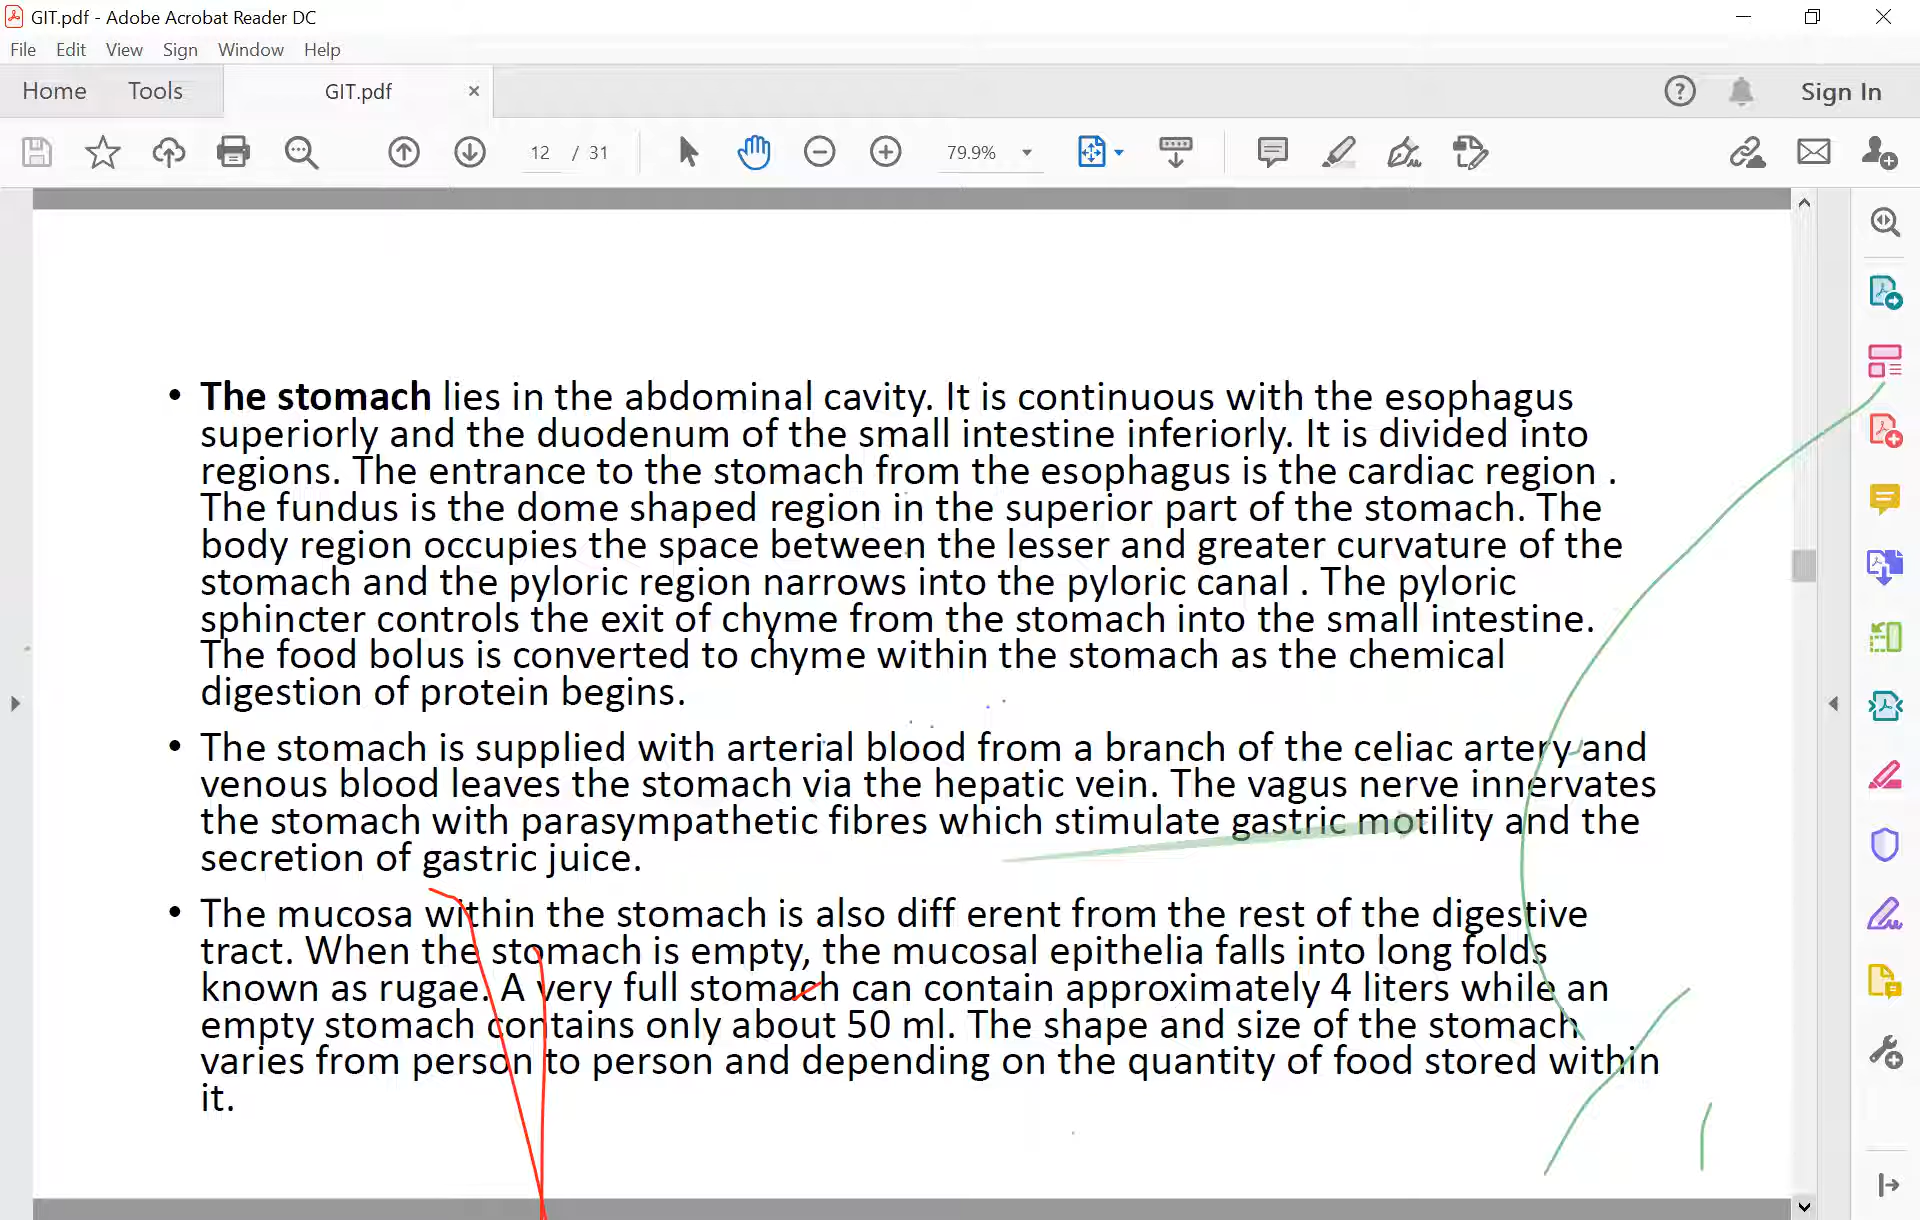 GIT.pdf - Adobe Acrobat Reader DC
File Edit View Sign Window Help
Home Tools GIT.pdf × ? Sign In
12 / 31 79.9%
• The stomach lies in the abdominal cavity. It is continuous with the esophagus
superiorly and the duodenum of the small intestine inferiorly. It is divided into
regions. The entrance to the stomach from the esophagus is the cardiac region .
The fundus is the dome shaped region in the superior part of the stomach. The
body region occupies the space between the lesser and greater curvature of the
stomach and the pyloric region narrows into the pyloric canal . The pyloric
sphincter controls the exit of chyme from the stomach into the small intestine.
The food bolus is converted to chyme within the stomach as the chemical
digestion of protein begins.
• The stomach is supplied with arterial blood from a branch of the celiac artery and
venous blood leaves the stomach via the hepatic vein. The vagus nerve innervates
the stomach with parasympathetic fibres which stimulate gastric motility and the
secretion of gastric juice.
• The mucosa within the stomach is also diff erent from the rest of the digestive
tract. When the stomach is empty, the mucosal epithelia falls into long folds
known as rugae. A very full stomach can contain approximately 4 liters while an
empty stomach contains only about 50 ml. The shape and size of the stomach
varies from person to person and depending on the quantity of food stored within
it.